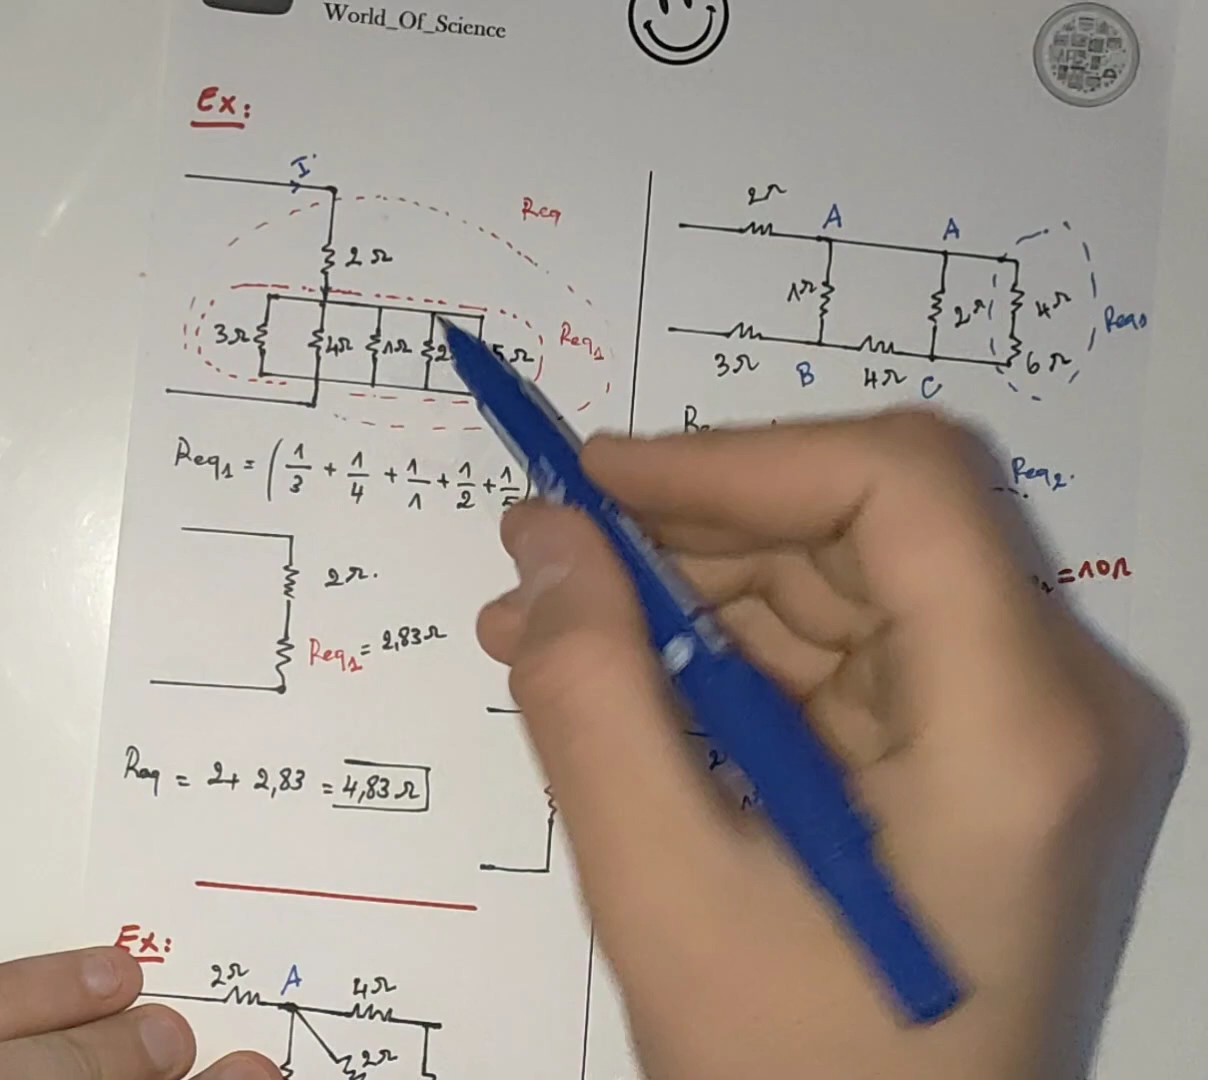 World_Of_Science
Ex:
I
Req
2Ω
3Ω
4Ω
1Ω
5Ω
Req₁
Req₁ = ( 1/3 + 1/4 + 1/1 + 1/2 + 1/5
2Ω.
Req₁ = 2,83Ω
Req = 2 + 2,83 = 4,83Ω
Ex:
2Ω
A
4Ω
2Ω
2Ω
A
A
1Ω
2Ω
4Ω
3Ω
B
4Ω
C
6Ω
Req₂.
= 10Ω